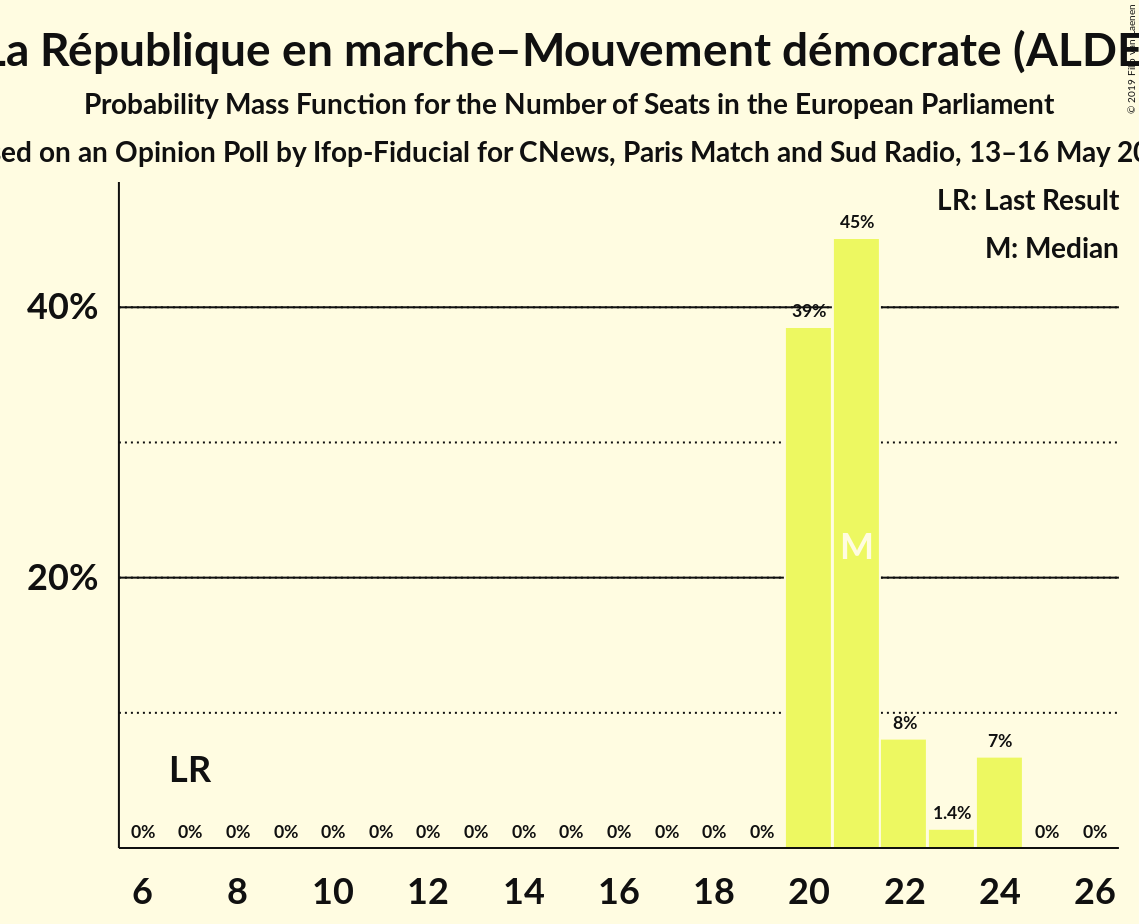 La République en marche–Mouvement démocrate (ALDE
Probability Mass Function for the Number of Seats in the European Parliament
sed on an Opinion Poll by Ifop-Fiducial for CNews, Paris Match and Sud Radio, 13–16 May 20
© 2019
LR: Last Result
M: Median
45%
40%
39%
M
20%
8%
7%
LR
1.4%
0% 0% 0% 0% 0% 0% 0% 0% 0% 0% 0% 0% 0% 0% 0% 0%
6 8 10 12 14 16 18 20 22 24 26